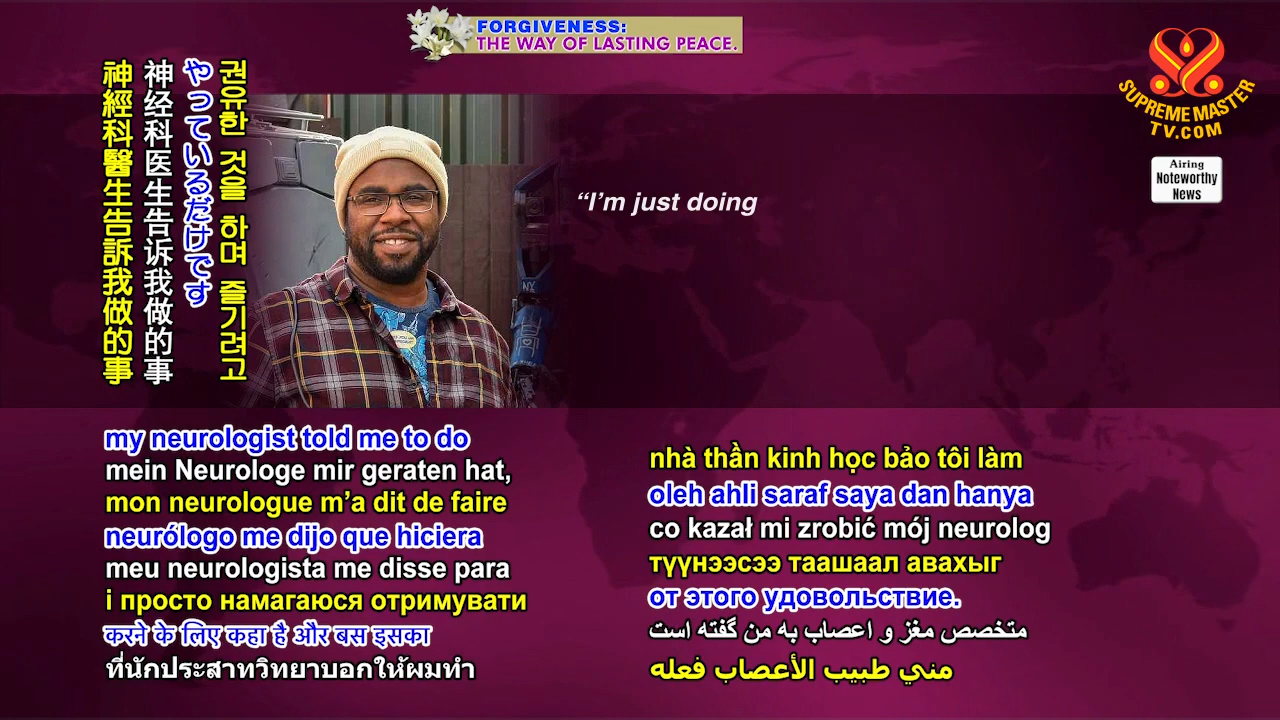 FORGIVENESS:
THE WAY OF LASTING PEACE.
SUPREME MASTER
TV.COM
Airing
Noteworthy
News
神經科醫生告訴我做的事
神经科医生告诉我做的事
やっているだけです
권유한 것을 하며 즐기려고
“I’m just doing
NY
my neurologist told me to do
mein Neurologe mir geraten hat,
mon neurologue m’a dit de faire
neurólogo me dijo que hiciera
meu neurologista me disse para
і просто намагаюся отримувати
करने के लिए कहा है और बस इसका
ที่นักประสาทวิทยาบอกให้ผมทำ
nhà thần kinh học bảo tôi làm
oleh ahli saraf saya dan hanya
co kazał mi zrobić mój neurolog
түүнээсээ таашаал авахыг
от этого удовольствие.
متخصص مغز و اعصاب به من گفته است
مني طبيب الأعصاب فعله